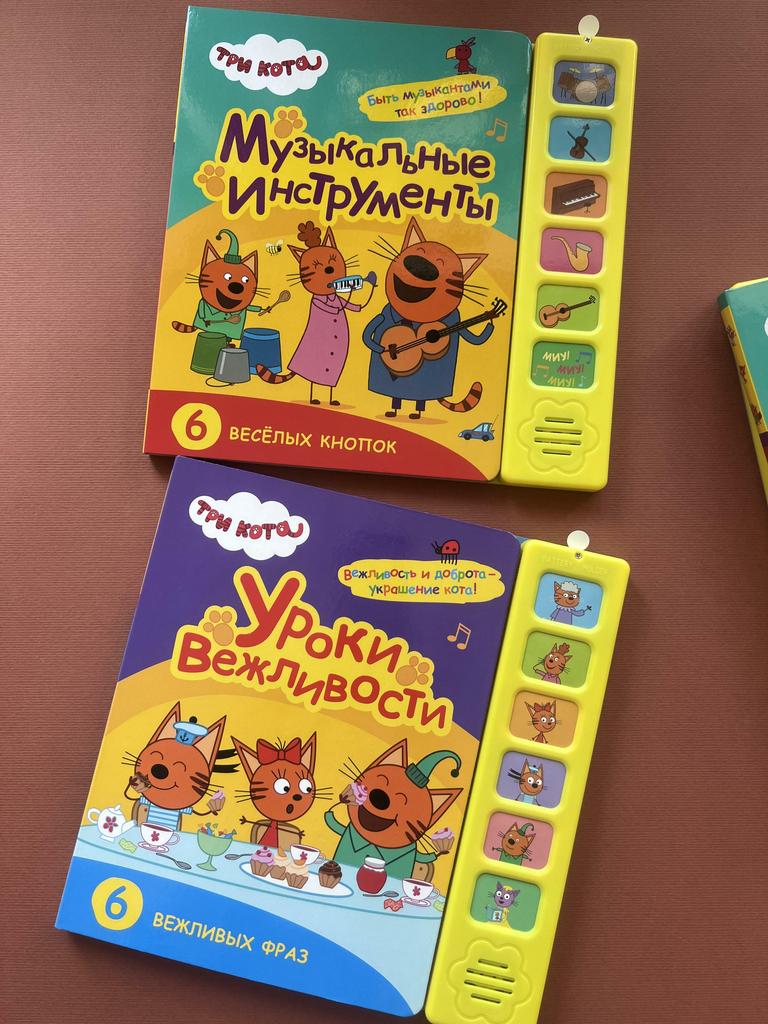 ТРИ КОТА
Быть музыкантами
так здорово!
Музыкальные
инструменты
МИУ!
МИУ!
МИУ!
6 ВЕСЁЛЫХ КНОПОК
ТРИ КОТА
Вежливость и доброта –
украшение кота!
Уроки
Вежливости
6 ВЕЖЛИВЫХ ФРАЗ